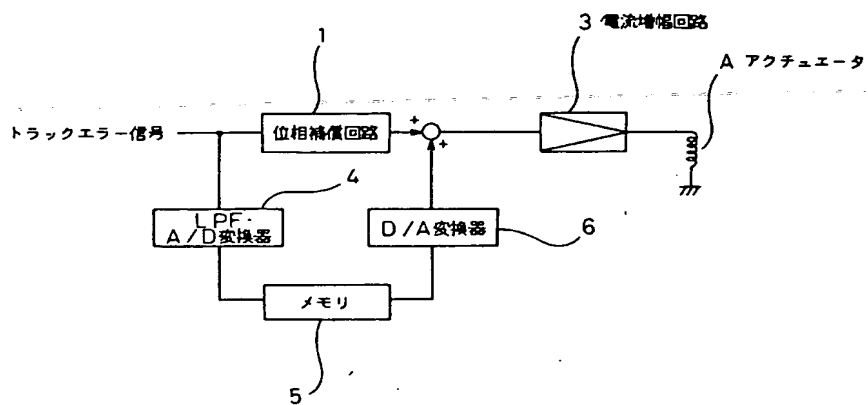 1
3 電流増幅回路
A アクチュエータ
トラックエラー信号
位相補償回路
+
+
4
LPF・
A/D変換器
D/A変換器
6
メモリ
5